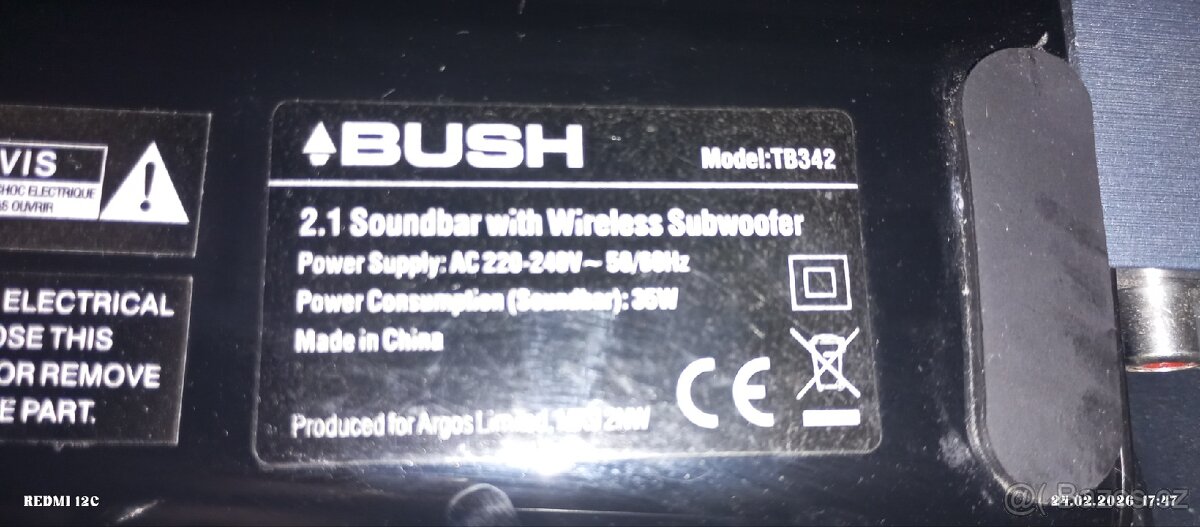 VIS
CHOC ELECTRIQUE
AS OUVRIR
ELECTRICAL
OSE THIS
OR REMOVE
E PART.
BUSH
Model:TB342
2.1 Soundbar with Wireless Subwoofer
Power Supply: AC 220-240V~ 50/60Hz
Power Consumption (Soundbar): 35W
Made in China
CE
Produced for Argos Limited,
REDMI 12C
24.02.2026 17:47